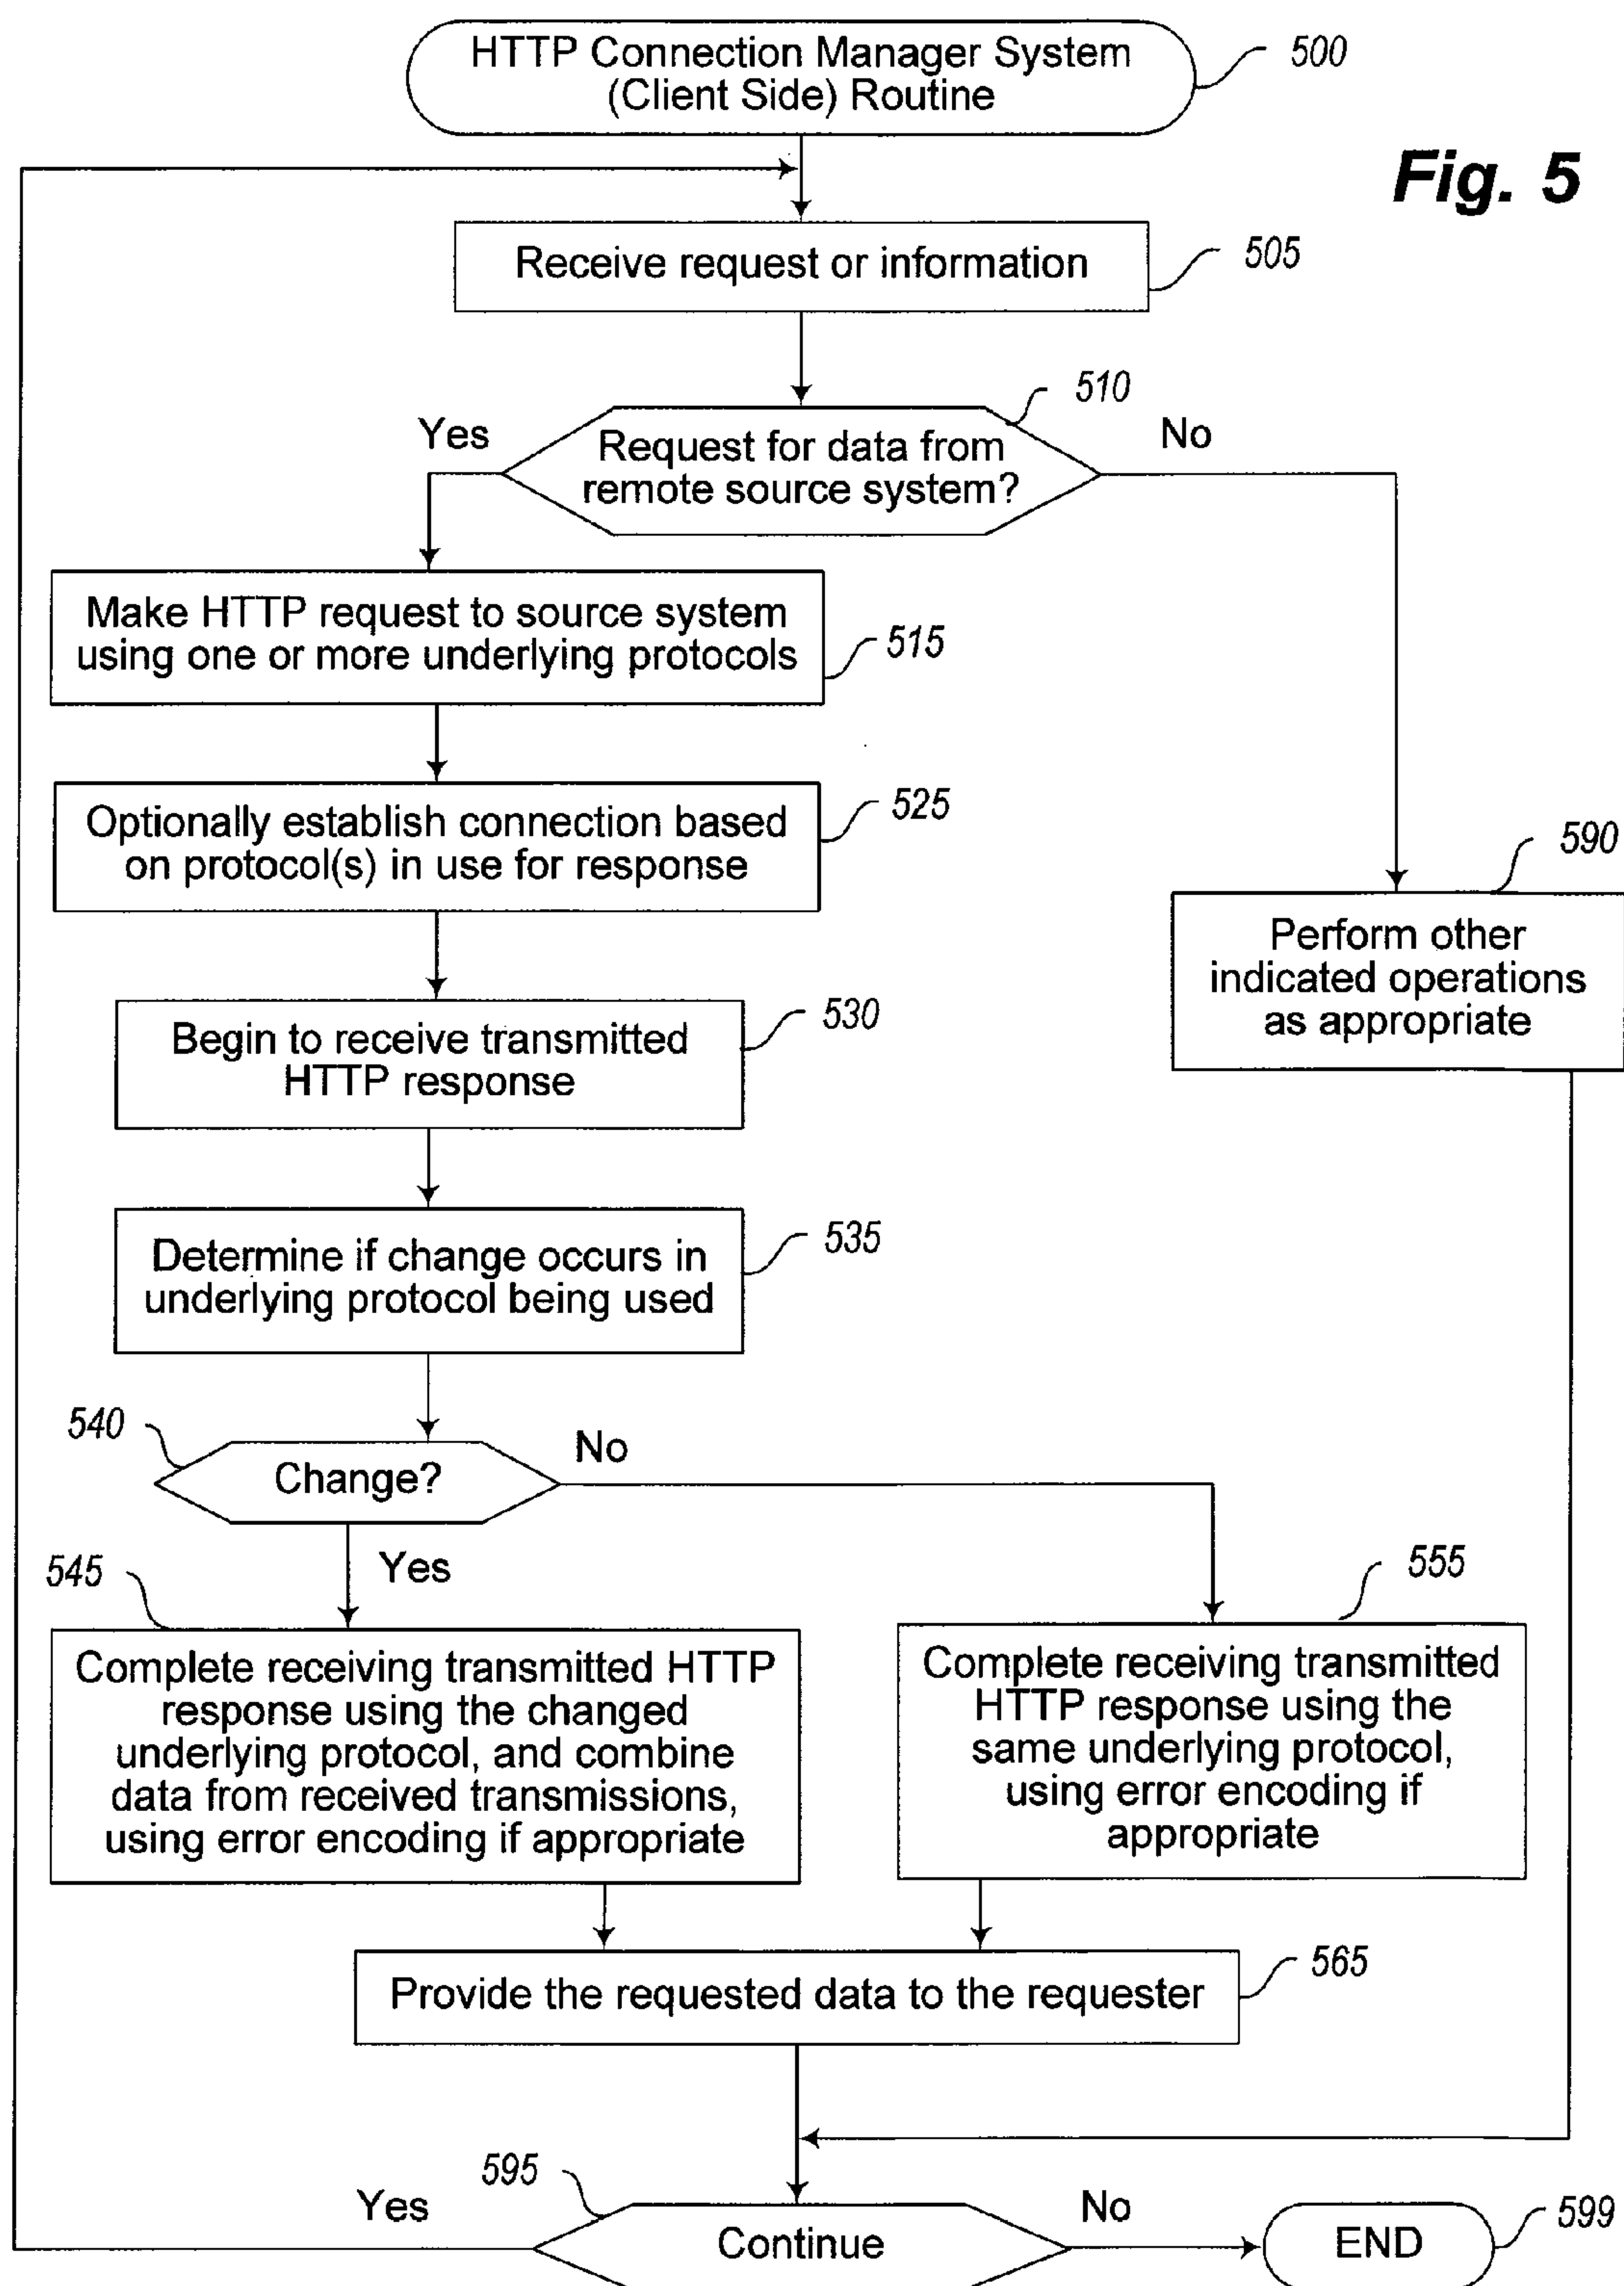 HTTP Connection Manager System
(Client Side) Routine
500
Fig. 5
Receive request or information
505
510
Yes
Request for data from
remote source system?
No
Make HTTP request to source system
using one or more underlying protocols
515
Optionally establish connection based
on protocol(s) in use for response
525
590
Perform other
indicated operations
as appropriate
Begin to receive transmitted
HTTP response
530
Determine if change occurs in
underlying protocol being used
535
540
Change?
No
Yes
545
555
Complete receiving transmitted HTTP
response using the changed
underlying protocol, and combine
data from received transmissions,
using error encoding if appropriate
Complete receiving transmitted
HTTP response using the
same underlying protocol,
using error encoding if
appropriate
Provide the requested data to the requester
565
595
Yes
Continue
No
END
599